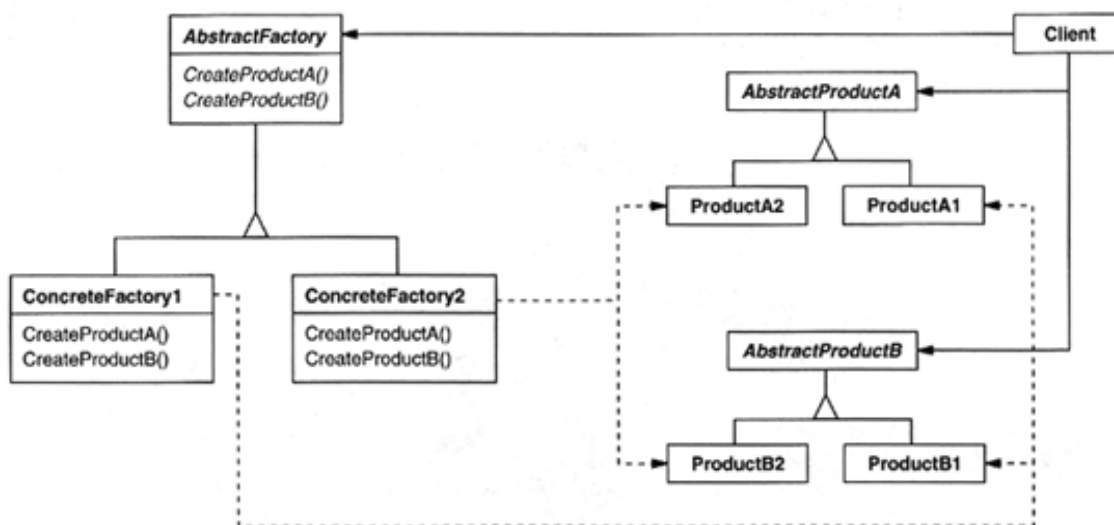 AbstractFactory
CreateProductA()
CreateProductB()
Client
AbstractProductA
ProductA2
ProductA1
ConcreteFactory1
CreateProductA()
CreateProductB()
ConcreteFactory2
CreateProductA()
CreateProductB()
AbstractProductB
ProductB2
ProductB1